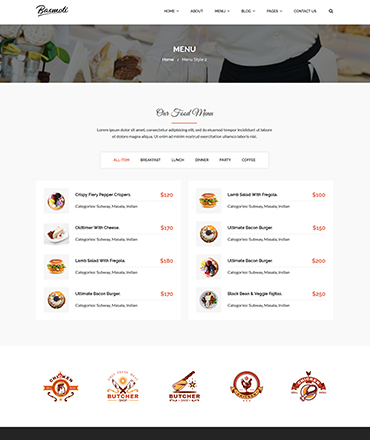 Basmoli
HOME ABOUT MENU BLOG PAGES CONTACT US
MENU
Home / Menu Style 2
Our Food Menu
Lorem ipsum dolor sit amet, consectetur adipisicing elit, sed do eiusmod tempor incididunt ut labore
et dolore magna aliqua. Ut enim ad minim veniam, quis nostrud exercitation ullamco laboris nisi.
ALL ITEM BREAKFAST LUNCH DINNER PARTY COFFEE
Crispy Fiery Pepper Crispers. $120
Categories: Subway, Masala, Indian
Oldtimer With Cheese. $170
Categories: Subway, Masala, Indian
Lamb Salad With Fregola. $180
Categories: Subway, Masala, Indian
Ultimate Bacon Burger. $170
Categories: Subway, Masala, Indian
Lamb Salad With Fregola. $100
Categories: Subway, Masala, Indian
Ultimate Bacon Burger. $150
Categories: Subway, Masala, Indian
Ultimate Bacon Burger. $200
Categories: Subway, Masala, Indian
Black Bean & Veggie Fajitas. $250
Categories: Subway, Masala, Indian
CHICKEN
BUTCHER
SHOP
BUTCHER
SHOP
CHICKEN